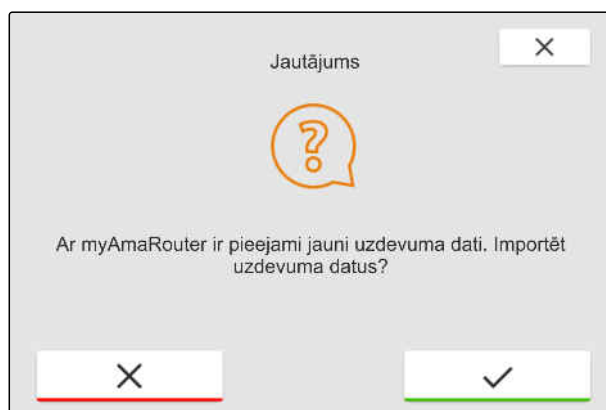 Jautājums
Ar myAmaRouter ir pieejami jauni uzdevuma dati. Importēt
uzdevuma datus?